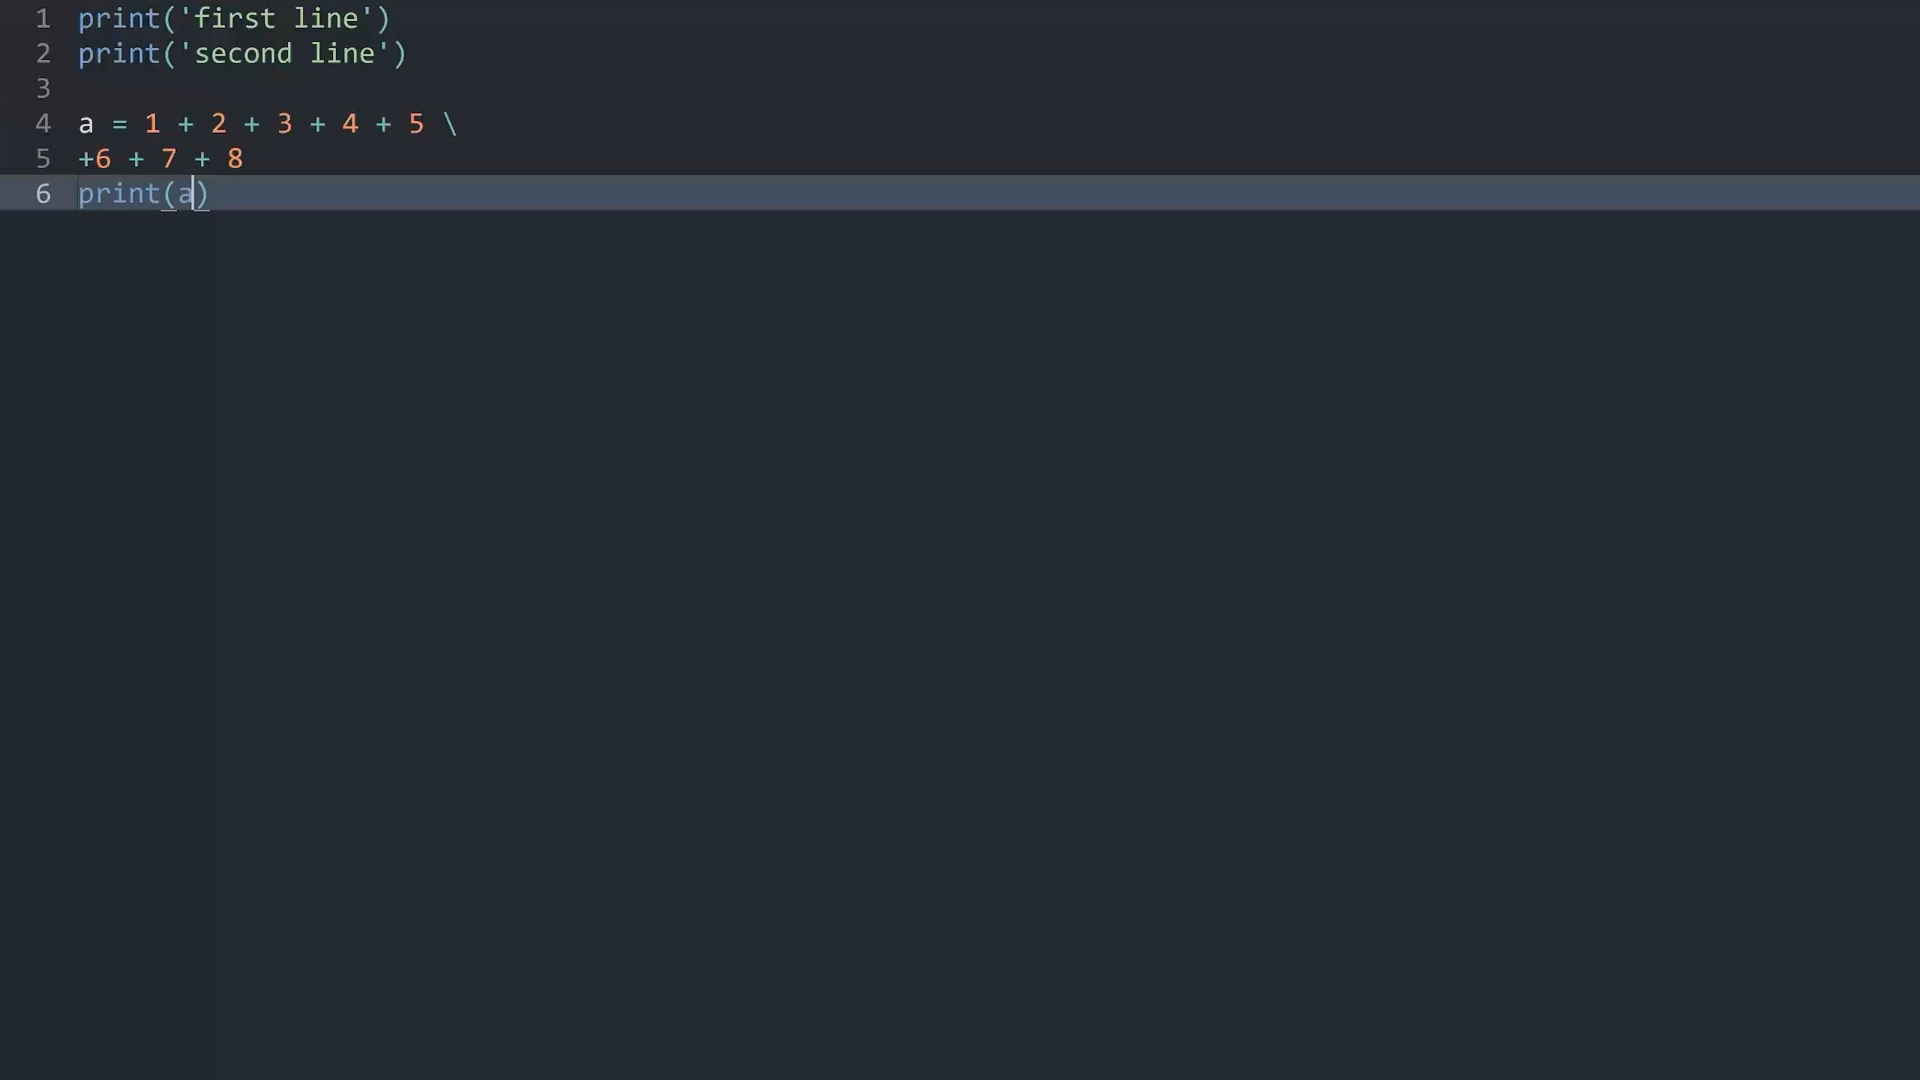 1 print('first line')
2 print('second line')
3
4 a = 1 + 2 + 3 + 4 + 5 \
5 +6 + 7 + 8
6 print(a)